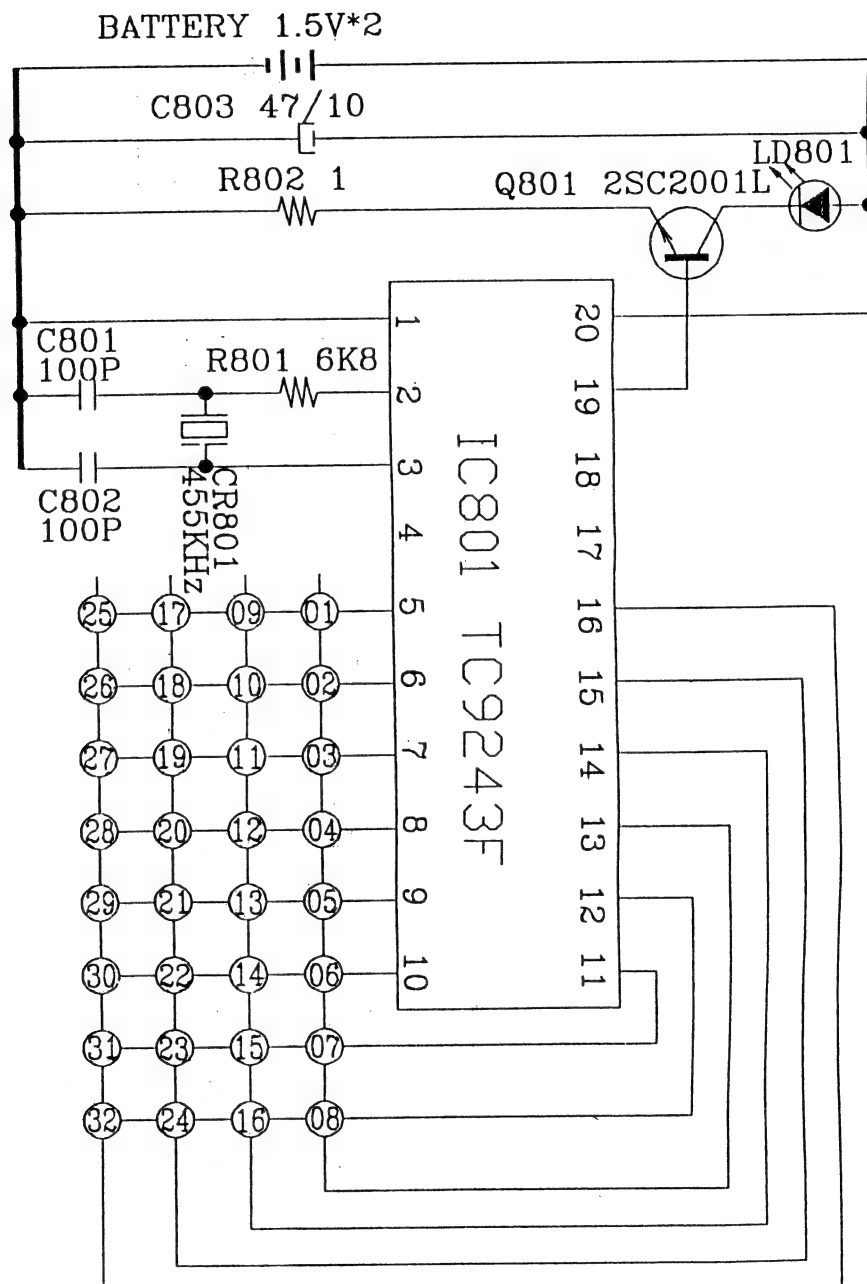 BATTERY 1.5V*2
C803 47/10
LD801
R802 1
Q801 2SC2001L
C801
100P
R801 6K8
C802
100P
CR801
455KHz
IC801 TC9243F
1
2
3
4
5
6
7
8
9
10
20
19
18
17
16
15
14
13
12
11
25 17 09 01
26 18 10 02
27 19 11 03
28 20 12 04
29 21 13 05
30 22 14 06
31 23 15 07
32 24 16 08